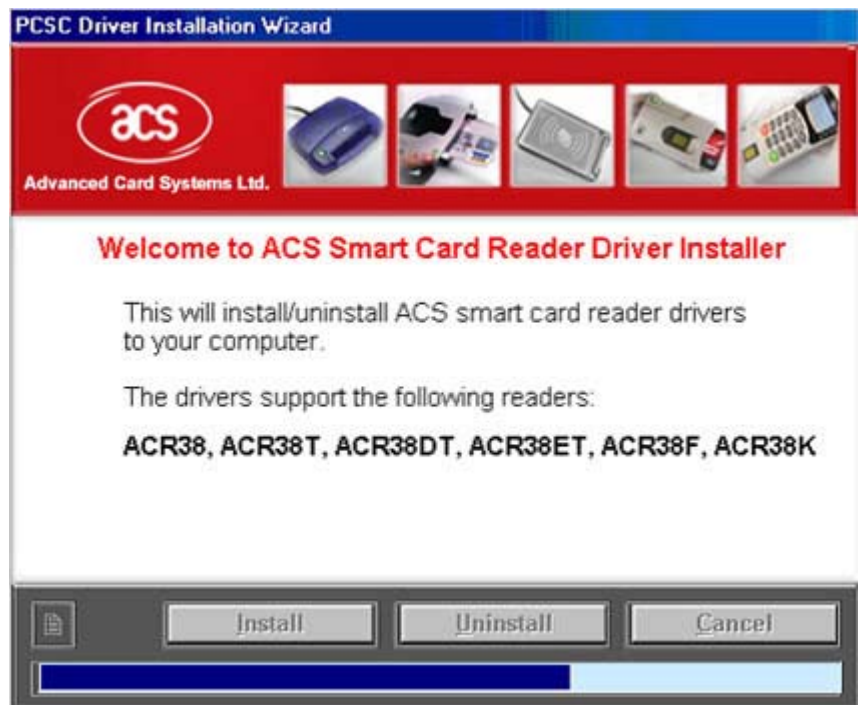 PCSC Driver Installation Wizard
acs
Advanced Card Systems Ltd.
Welcome to ACS Smart Card Reader Driver Installer
This will install/uninstall ACS smart card reader drivers
to your computer.
The drivers support the following readers:
ACR38, ACR38T, ACR38DT, ACR38ET, ACR38F, ACR38K
Install Uninstall Cancel